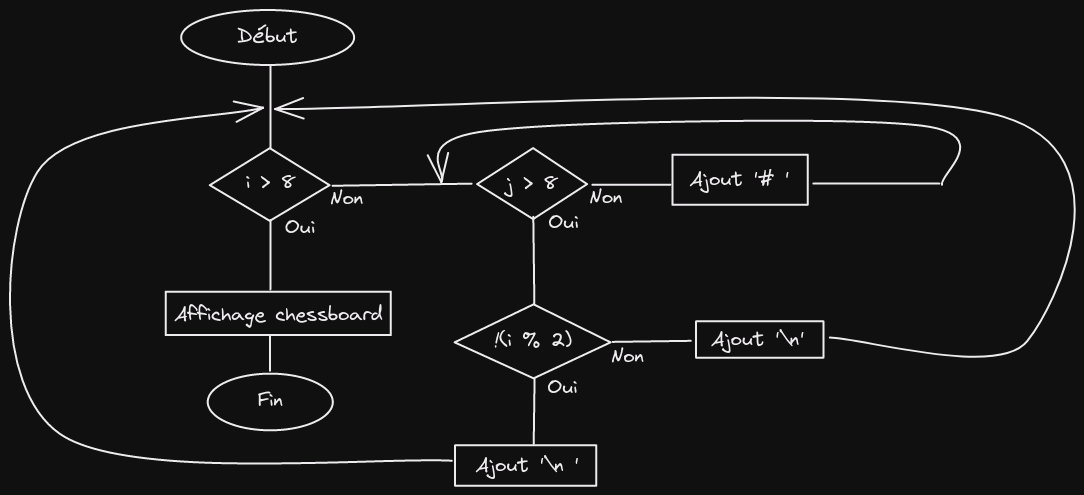 Début
i > 8
Non
Oui
j > 8
Non
Oui
Ajout '# '
Affichage chessboard
Fin
!(i % 2)
Non
Oui
Ajout '\n'
Ajout '\n '